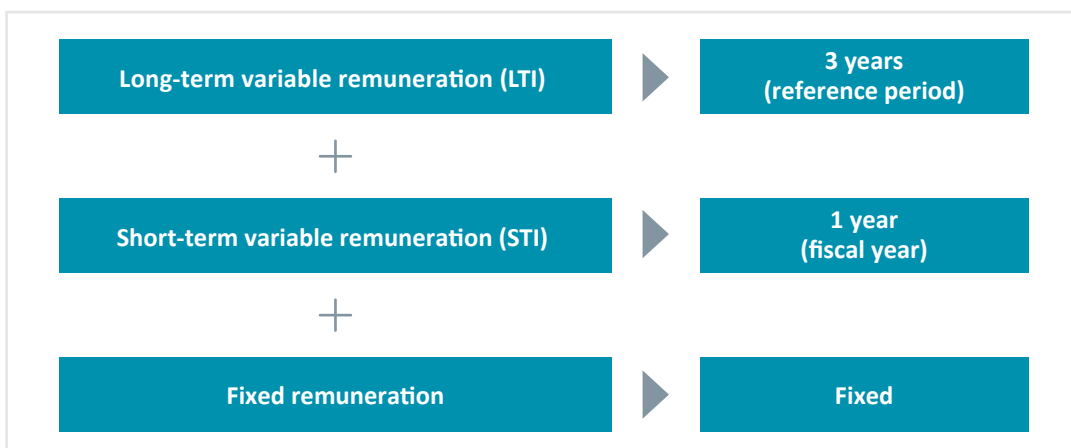 Long-term variable remuneration (LTI)
3 years
(reference period)
+
Short-term variable remuneration (STI)
1 year
(fiscal year)
+
Fixed remuneration
Fixed